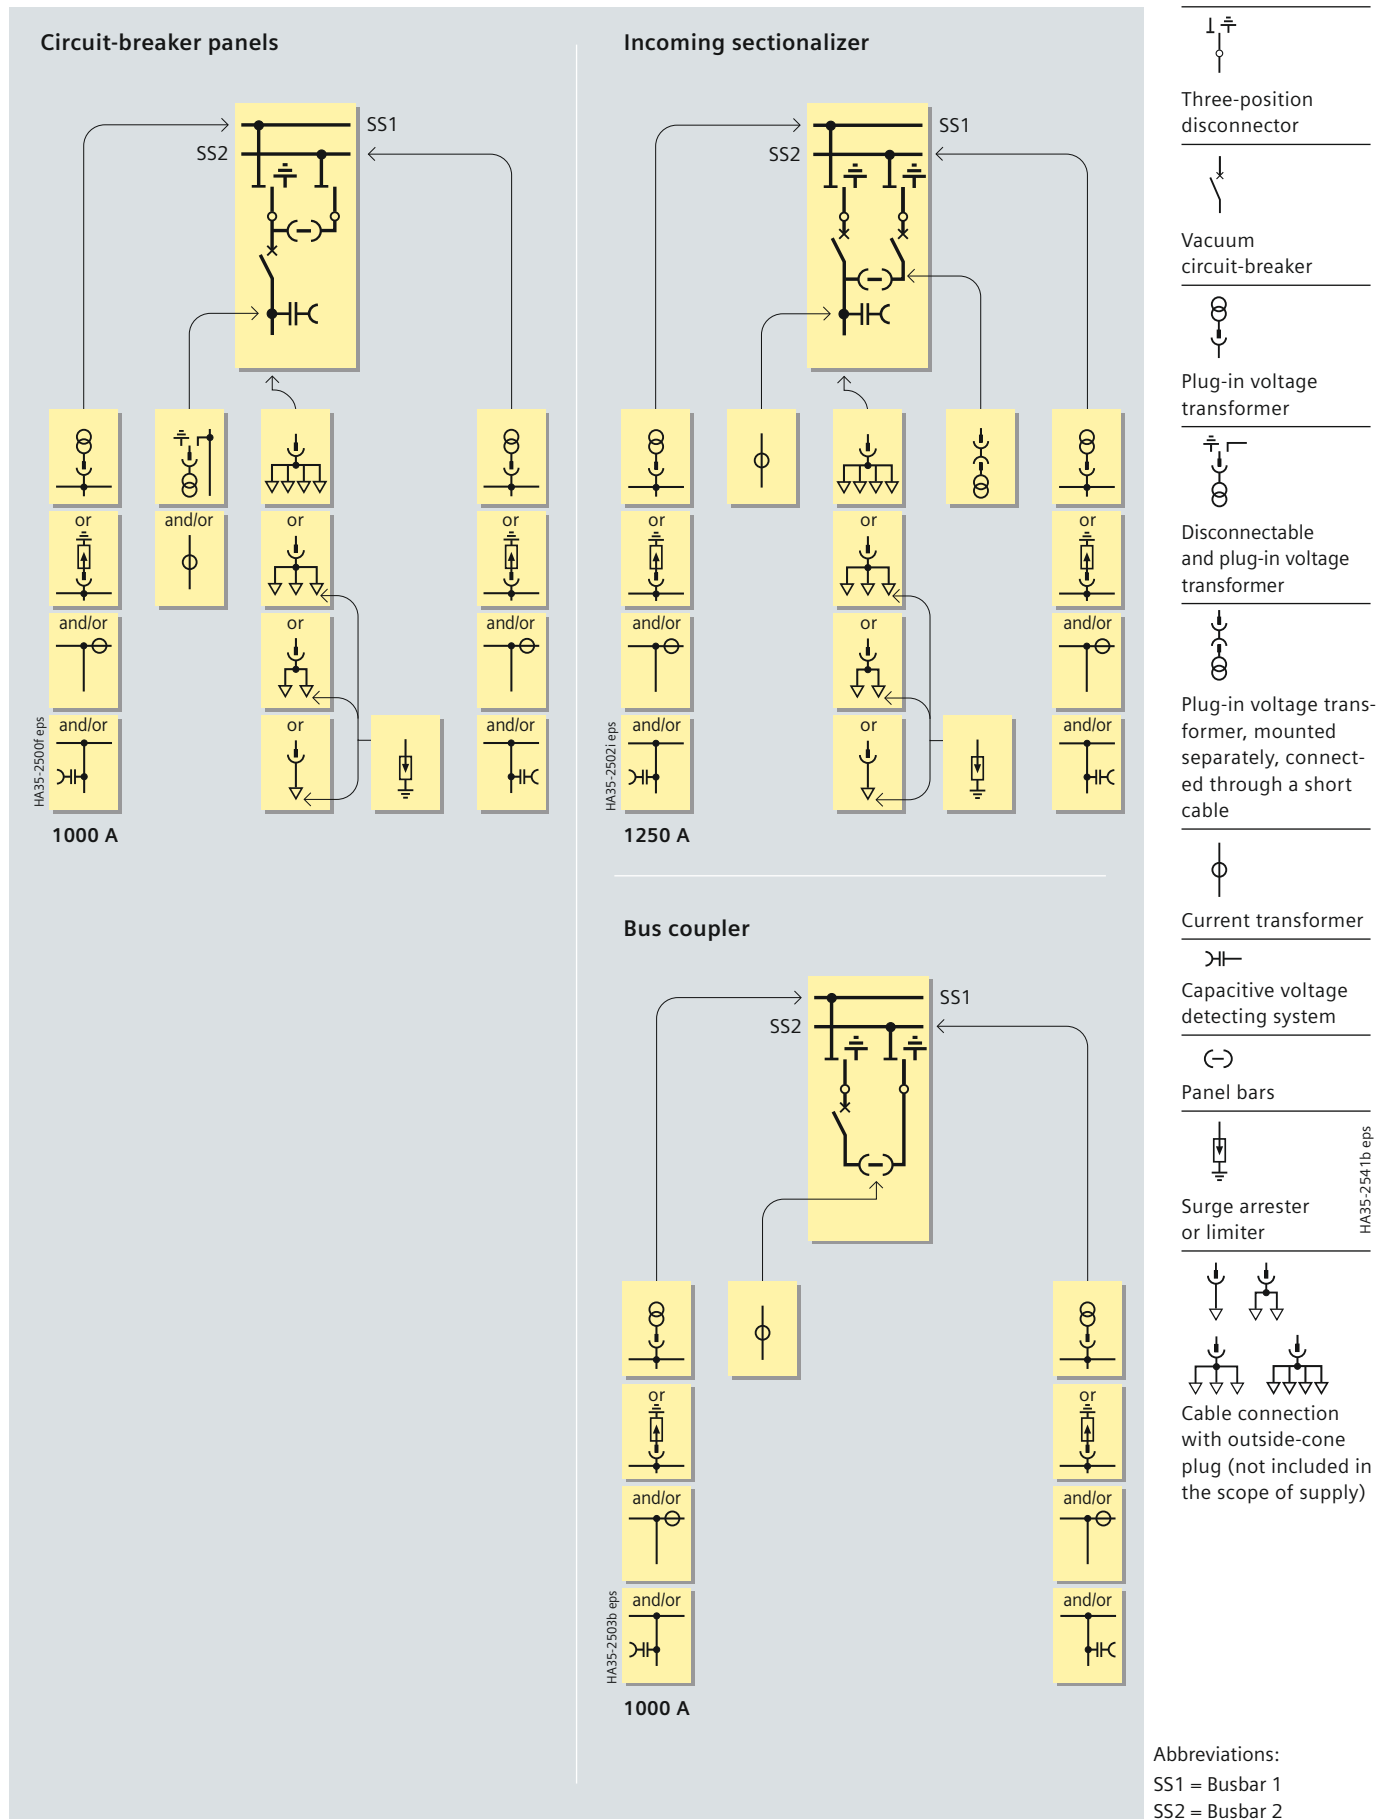 Circuit-breaker panels
SS1
SS2
or
and/or
or
or
and/or
or
and/or
and/or
or
and/or
HA35-2500f eps
1000 A
Incoming sectionalizer
SS1
SS2
or
or
or
and/or
or
and/or
and/or
or
and/or
HA35-2502i eps
1250 A
Bus coupler
SS1
SS2
or
or
and/or
and/or
and/or
and/or
HA35-2503b eps
1000 A
Three-position
disconnector
Vacuum
circuit-breaker
Plug-in voltage
transformer
Disconnectable
and plug-in voltage
transformer
Plug-in voltage trans-
former, mounted
separately, connect-
ed through a short
cable
Current transformer
Capacitive voltage
detecting system
Panel bars
Surge arrester
or limiter
HA35-2541b eps
Cable connection
with outside-cone
plug (not included in
the scope of supply)
Abbreviations:
SS1 = Busbar 1
SS2 = Busbar 2